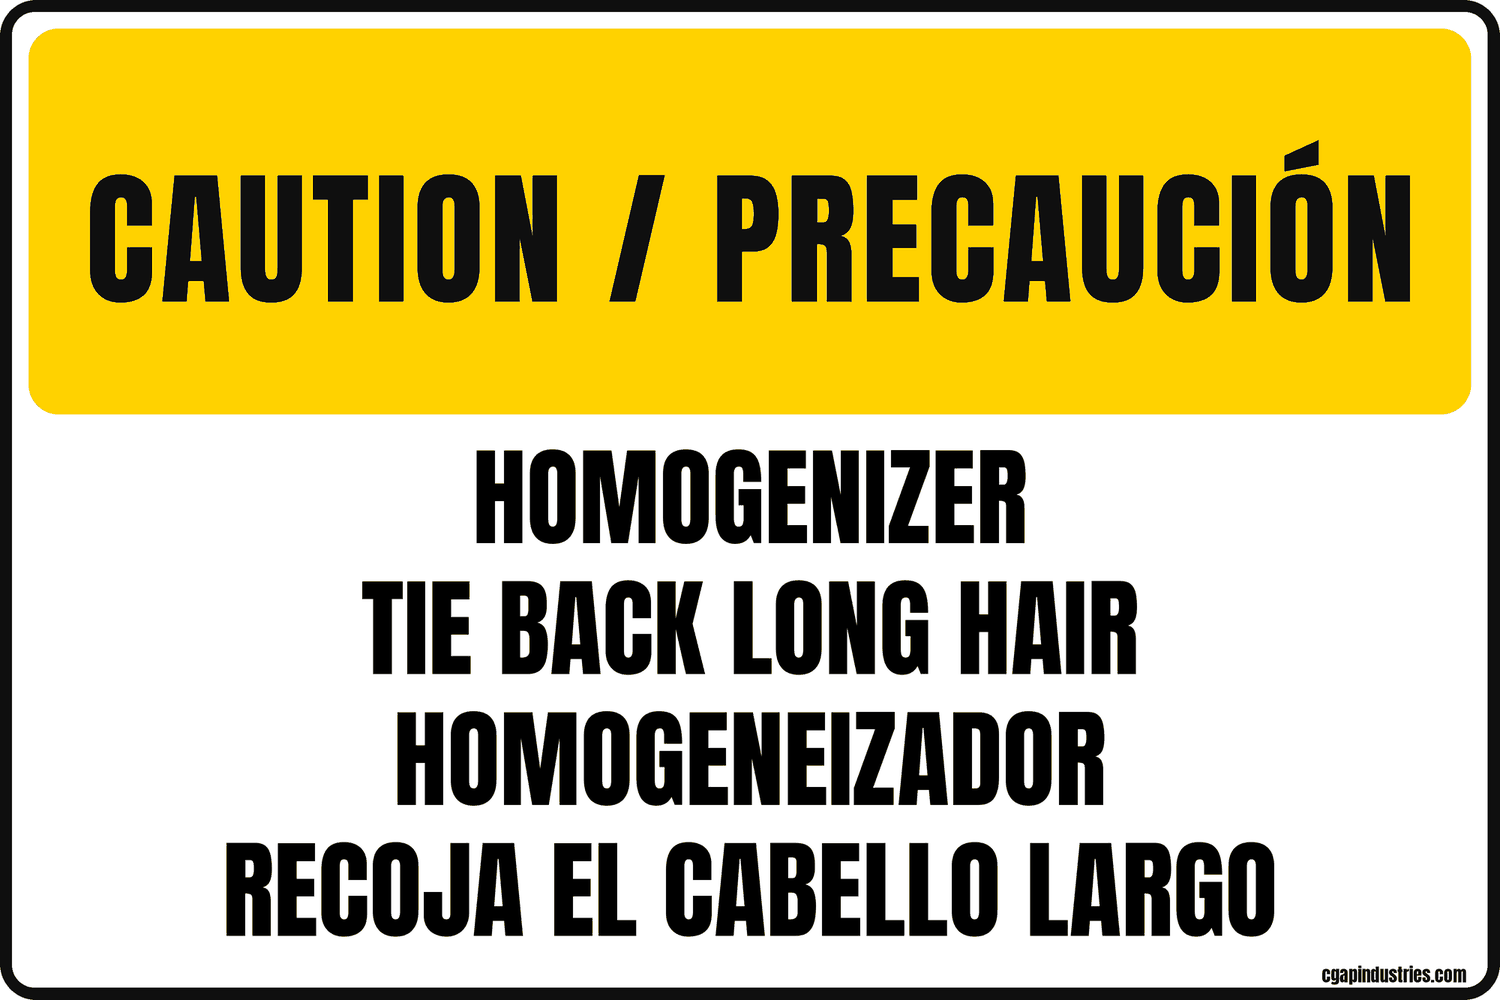 CAUTION / PRECAUCIÓN
HOMOGENIZER
TIE BACK LONG HAIR
HOMOGENEIZADOR
RECOJA EL CABELLO LARGO
cgapindustries.com